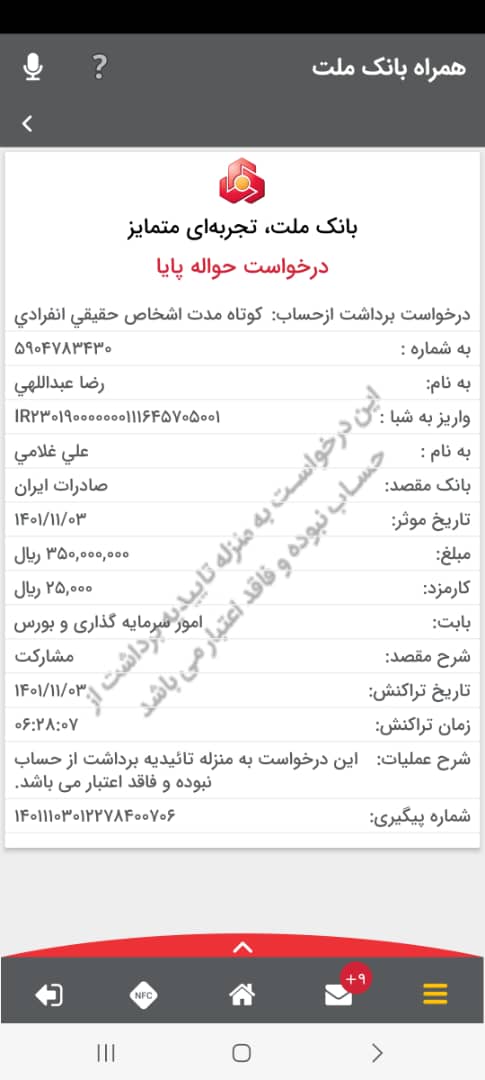 همراه بانک ملت
?
بانک ملت، تجربه‌ای متمایز
درخواست حواله پایا
درخواست برداشت ازحساب: کوتاه مدت اشخاص حقيقي انفرادي
به شماره : ۵۹۰۴۷۸۳۴۳۰
به نام: رضا عبداللهي
واریز به شبا : IR۲۳۰۱۹۰۰۰۰۰۰۰۱۱۱۶۴۵۷۰۵۰۰۱
به نام : علي غلامي
بانک مقصد: صادرات ایران
تاریخ موثر: ۱۴۰۱/۱۱/۰۳
مبلغ: ۳۵۰,۰۰۰,۰۰۰ ریال
کارمزد: ۲۵,۰۰۰ ریال
بابت: امور سرمایه گذاری و بورس
شرح مقصد: مشارکت
تاریخ تراکنش: ۱۴۰۱/۱۱/۰۳
زمان تراکنش: ۰۶:۲۸:۰۷
شرح عملیات: این درخواست به منزله تائیدیه برداشت از حساب
نبوده و فاقد اعتبار می باشد.
شماره پیگیری: ۱۴۰۱۱۱۰۳۰۱۲۲۷۸۴۰۰۷۰۶
این درخواست به منزله تاییدیه برداشت از
حساب نبوده و فاقد اعتبار می باشد
NFC
+۹